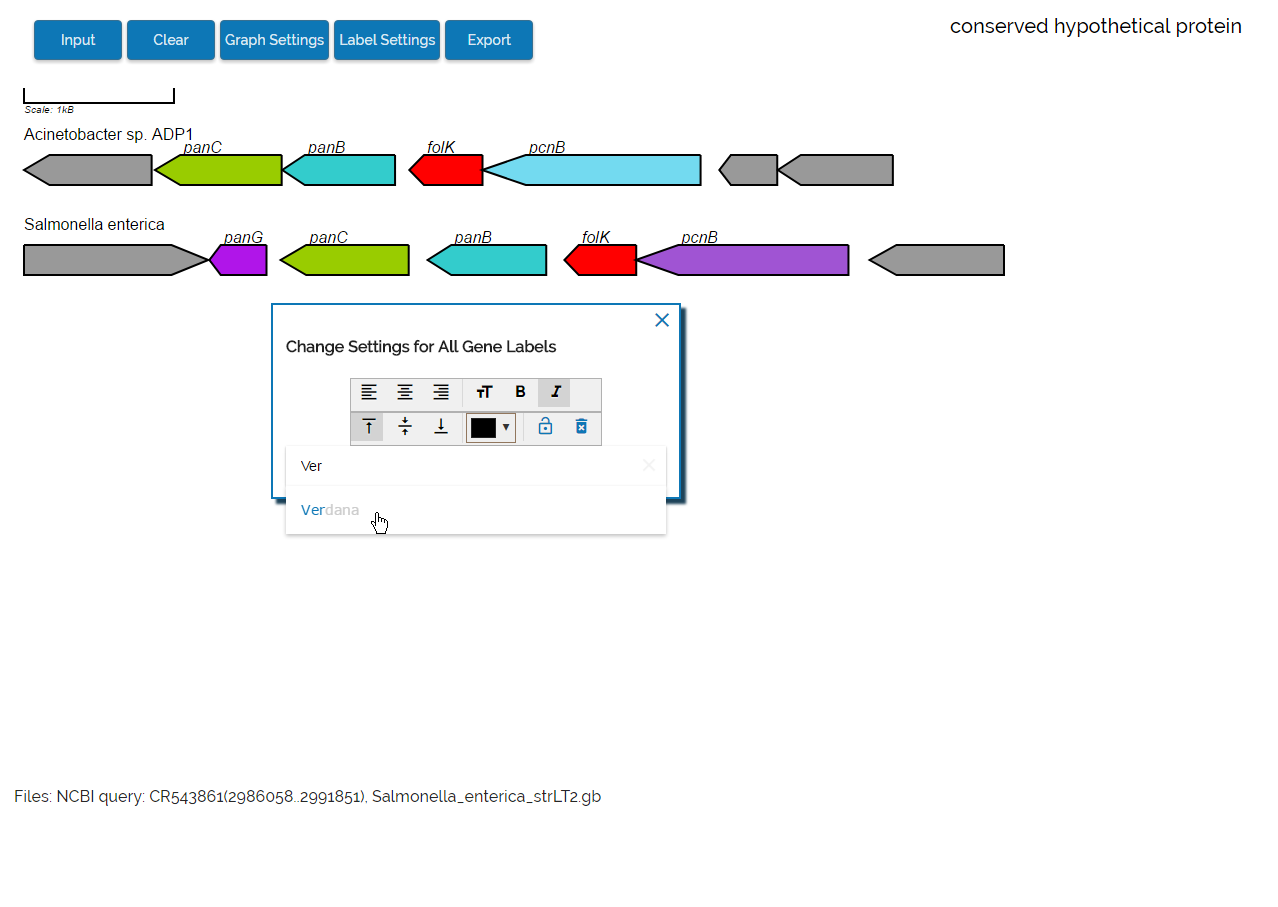 Input Clear Graph Settings Label Settings Export
conserved hypothetical protein
Scale: 1kB
Acinetobacter sp. ADP1
panC panB folK pcnB
Salmonella enterica
panG panC panB folK pcnB
Change Settings for All Gene Labels
тT B I
Ver
Verdana
Files: NCBI query: CR543861(2986058..2991851), Salmonella_enterica_strLT2.gb